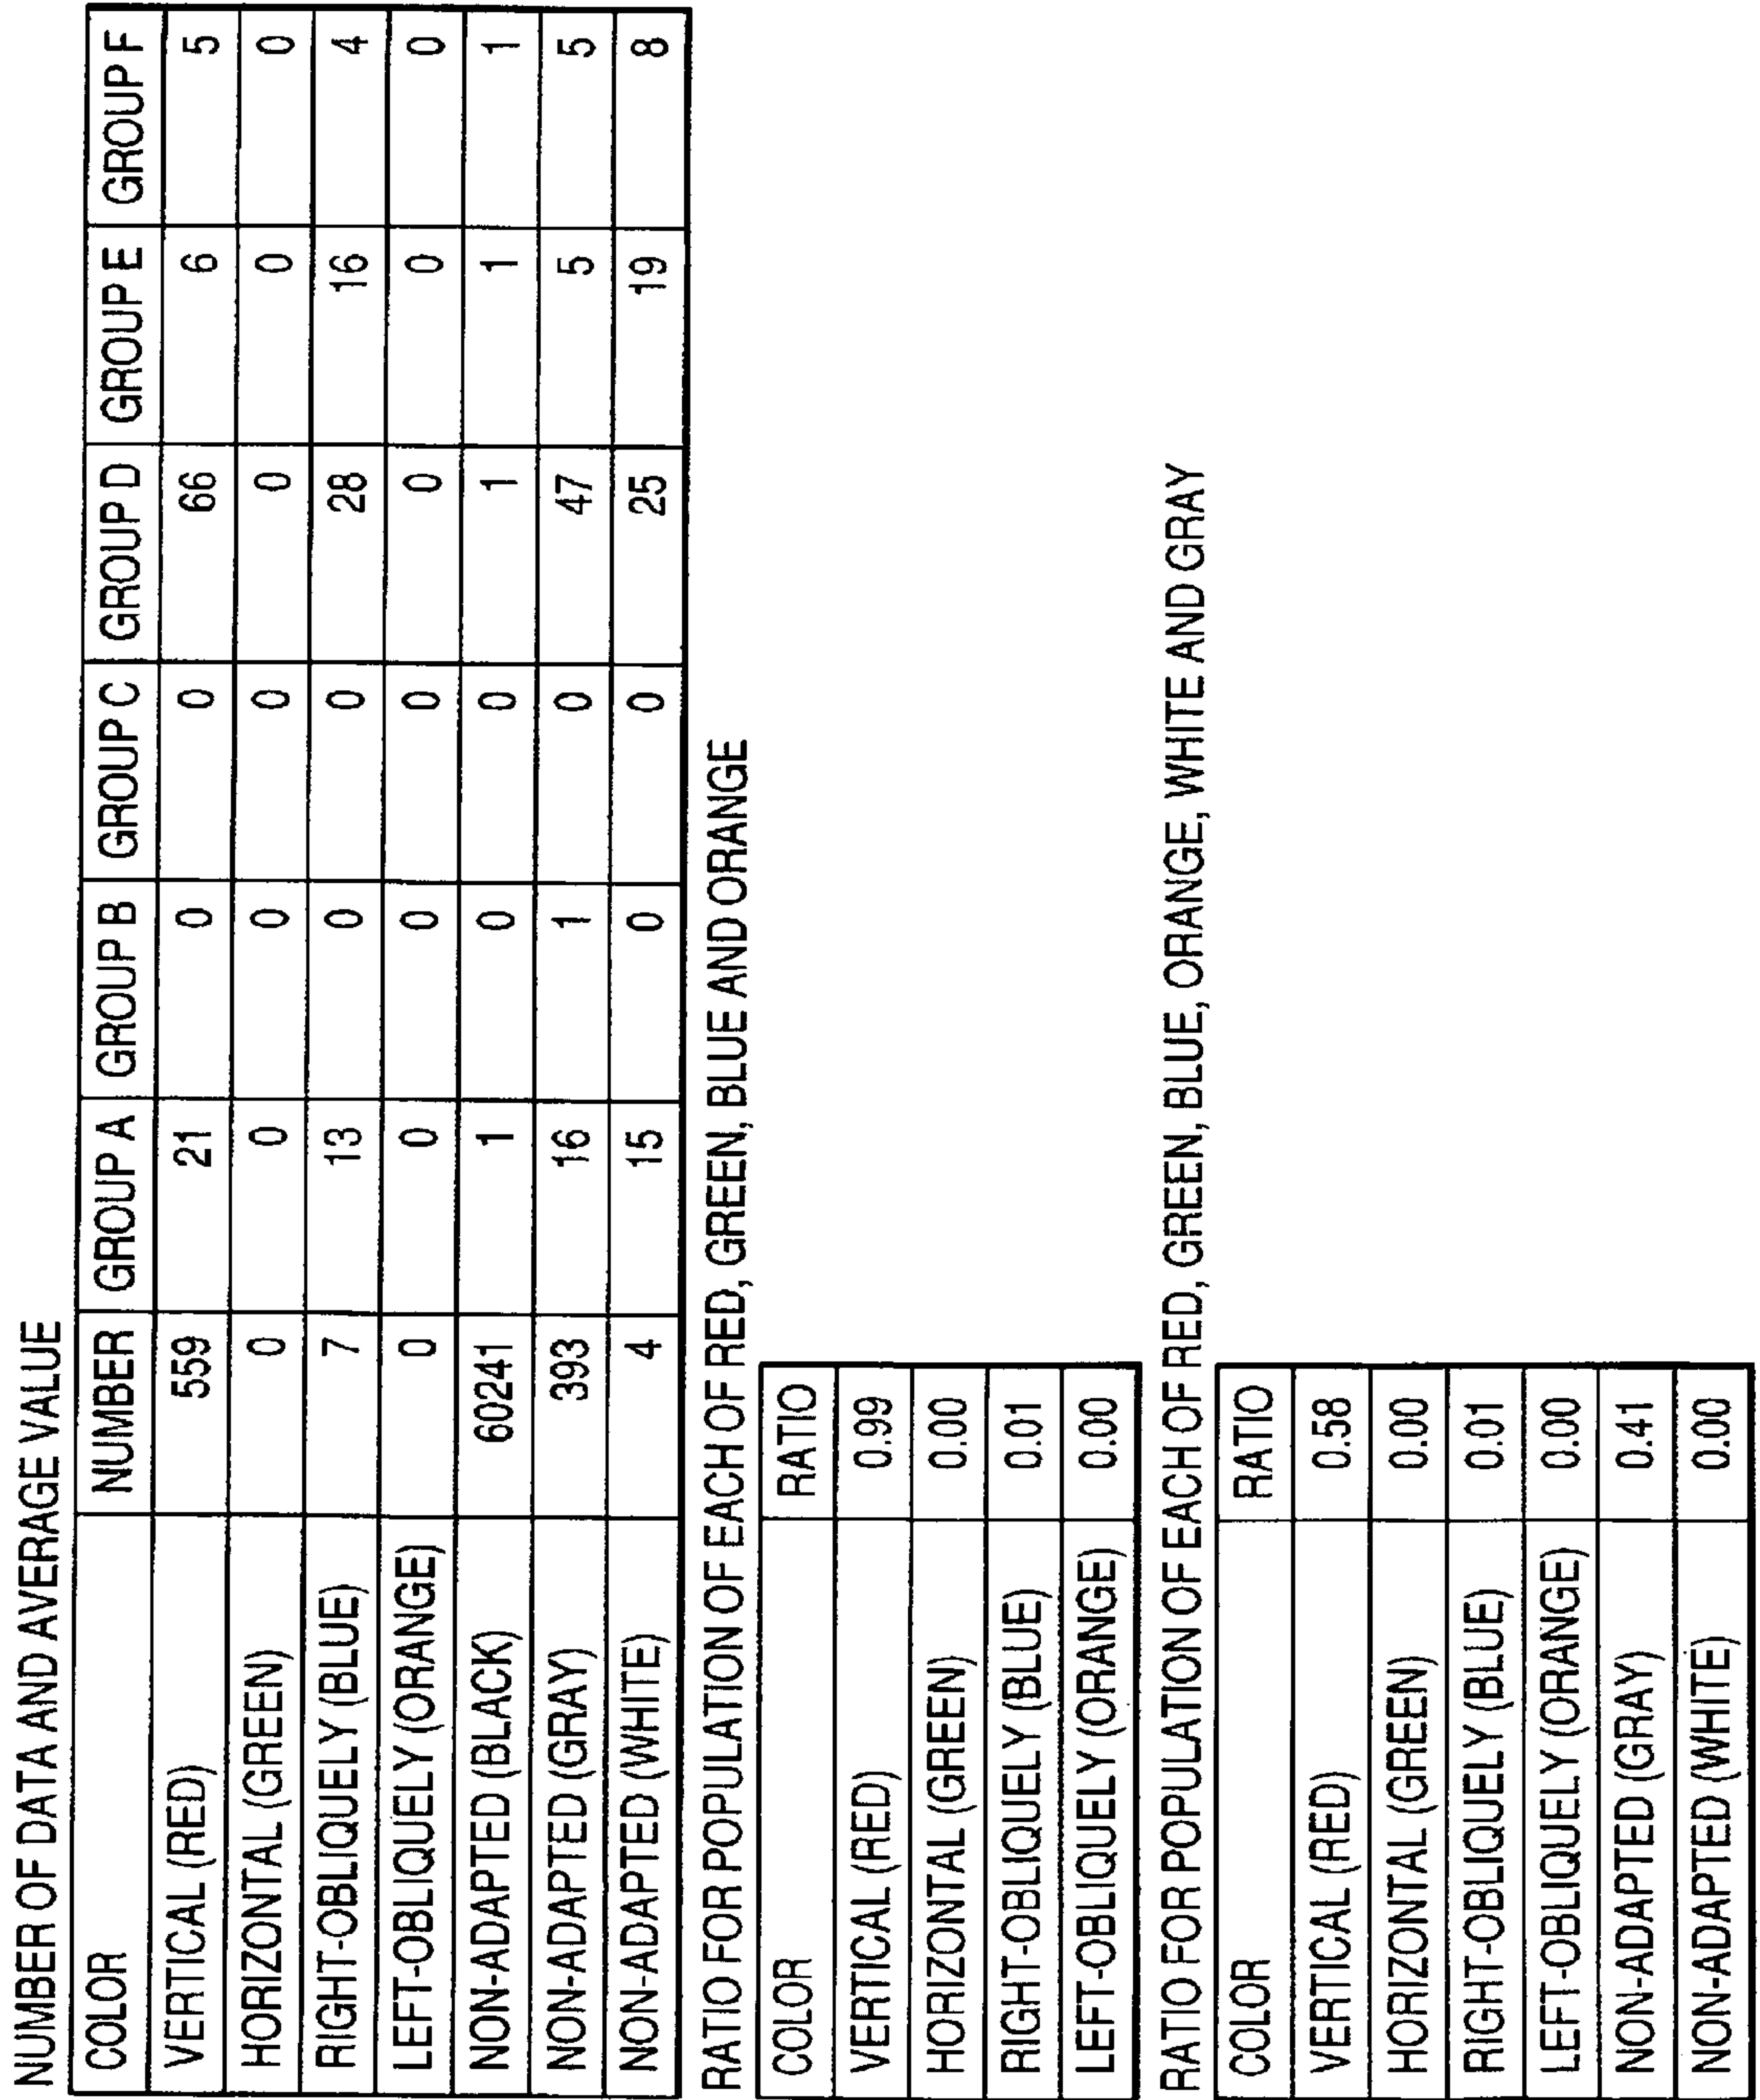 NUMBER OF DATA AND AVERAGE VALUE
COLOR NUMBER GROUP A GROUP B GROUP C GROUP D GROUP E GROUP F
VERTICAL (RED) 559 21 0 0 66 6 5
HORIZONTAL (GREEN) 0 0 0 0 0 0 0
RIGHT-OBLIQUELY (BLUE) 7 13 0 0 28 16 4
LEFT-OBLIQUELY (ORANGE) 0 0 0 0 0 0 0
NON-ADAPTED (BLACK) 60241 1 0 0 1 1 1
NON-ADAPTED (GRAY) 393 16 1 0 47 5 5
NON-ADAPTED (WHITE) 4 15 0 0 25 19 8
RATIO FOR POPULATION OF EACH OF RED, GREEN, BLUE AND ORANGE
COLOR RATIO
VERTICAL (RED) 0.99
HORIZONTAL (GREEN) 0.00
RIGHT-OBLIQUELY (BLUE) 0.01
LEFT-OBLIQUELY (ORANGE) 0.00
RATIO FOR POPULATION OF EACH OF RED, GREEN, BLUE, ORANGE, WHITE AND GRAY
COLOR RATIO
VERTICAL (RED) 0.58
HORIZONTAL (GREEN) 0.00
RIGHT-OBLIQUELY (BLUE) 0.01
LEFT-OBLIQUELY (ORANGE) 0.00
NON-ADAPTED (GRAY) 0.41
NON-ADAPTED (WHITE) 0.00